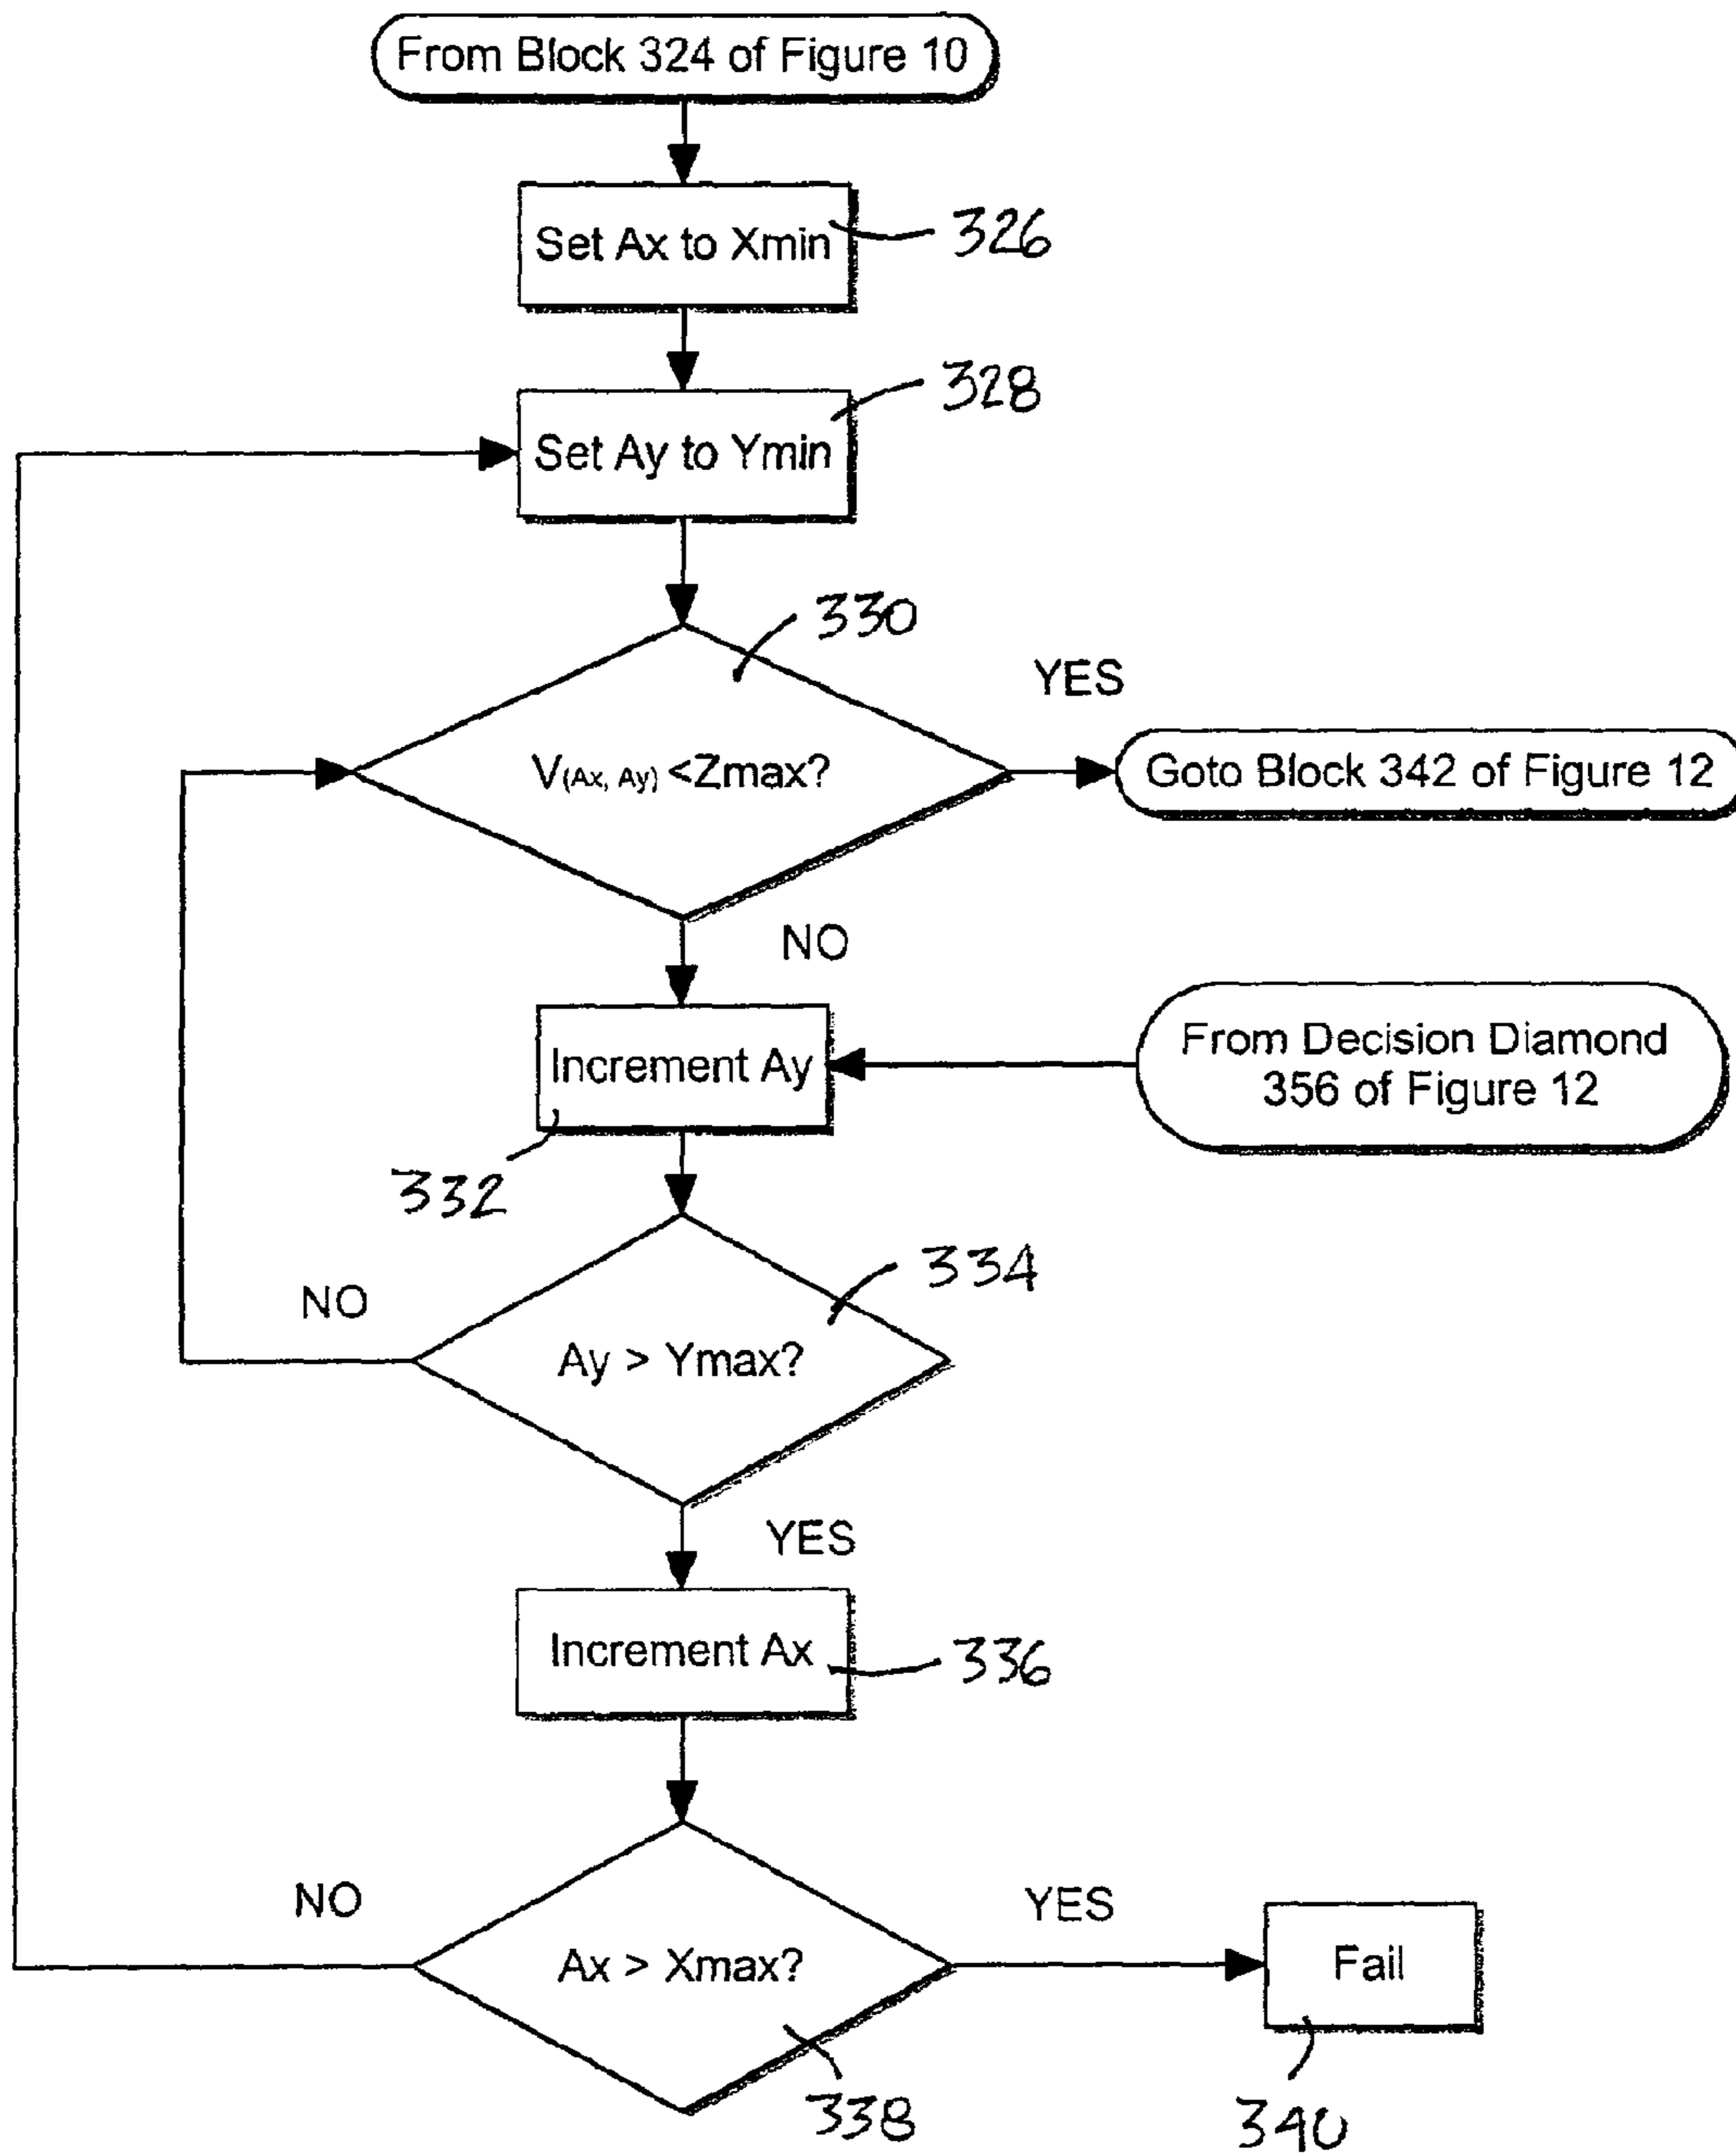 From Block 324 of Figure 10
Set Ax to Xmin
326
Set Ay to Ymin
328
330
YES
V(Ax, Ay) <Zmax?
Goto Block 342 of Figure 12
NO
Increment Ay
From Decision Diamond
356 of Figure 12
332
334
NO
Ay > Ymax?
YES
Increment Ax
336
NO
YES
Ax > Xmax?
Fail
338
340